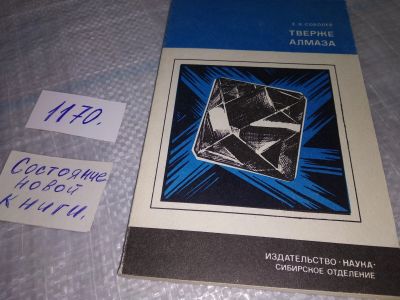 Е. В. СОБОЛЕВ
ТВЕРЖЕ
АЛМАЗА
1170.
Состояние
новой
книги.
ИЗДАТЕЛЬСТВО · НАУКА ·
СИБИРСКОЕ ОТДЕЛЕНИЕ